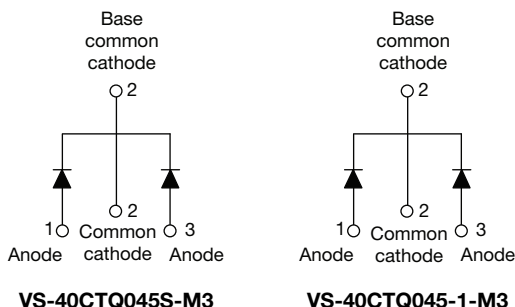 Base
common
cathode
2
2
1
Common
3
Anode
cathode
Anode
VS-40CTQ045S-M3
Base
common
cathode
2
2
1
Common
3
Anode
cathode
Anode
VS-40CTQ045-1-M3